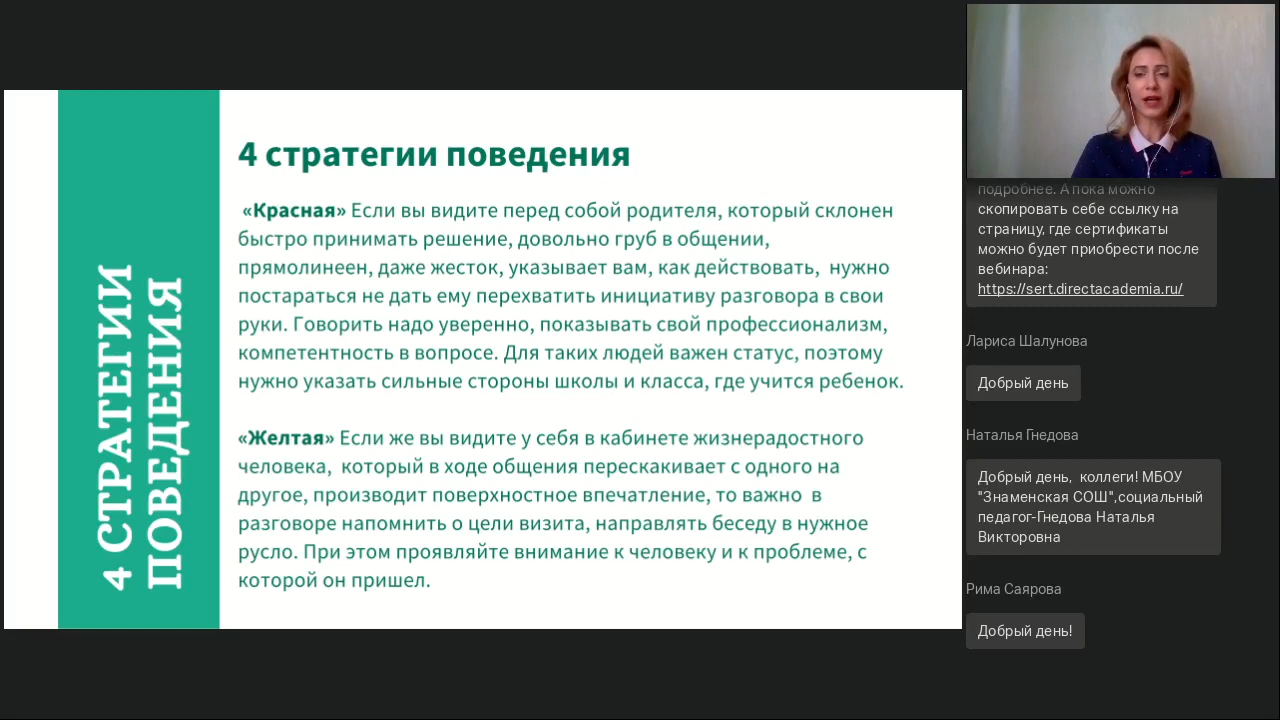 4 СТРАТЕГИИ
ПОВЕДЕНИЯ
4 стратегии поведения
«Красная» Если вы видите перед собой родителя, который склонен
быстро принимать решение, довольно груб в общении,
прямолинеен, даже жесток, указывает вам, как действовать,  нужно
постараться не дать ему перехватить инициативу разговора в свои
руки. Говорить надо уверенно, показывать свой профессионализм,
компетентность в вопросе. Для таких людей важен статус, поэтому
нужно указать сильные стороны школы и класса, где учится ребенок.
«Желтая» Если же вы видите у себя в кабинете жизнерадостного
человека,  который в ходе общения перескакивает с одного на
другое, производит поверхностное впечатление, то важно  в
разговоре напомнить о цели визита, направлять беседу в нужное
русло. При этом проявляйте внимание к человеку и к проблеме, с
которой он пришел.
подробнее. А пока можно
скопировать себе ссылку на
страницу, где сертификаты
можно будет приобрести после
вебинара:
https://sert.directacademia.ru/
Лариса Шалунова
Добрый день
Наталья Гнедова
Добрый день,  коллеги! МБОУ
"Знаменская СОШ",социальный
педагог-Гнедова Наталья
Викторовна
Рима Саярова
Добрый день!